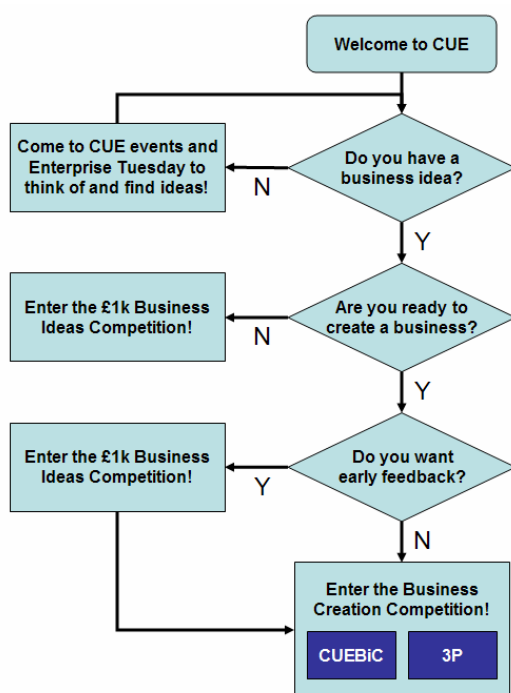 Welcome to CUE
Come to CUE events and
Enterprise Tuesday to
think of and find ideas!
N
Do you have a
business idea?
Y
Enter the £1k Business
Ideas Competition!
N
Are you ready to
create a business?
Y
Enter the £1k Business
Ideas Competition!
Y
Do you want
early feedback?
N
Enter the Business
Creation Competition!
CUEBiC
3P